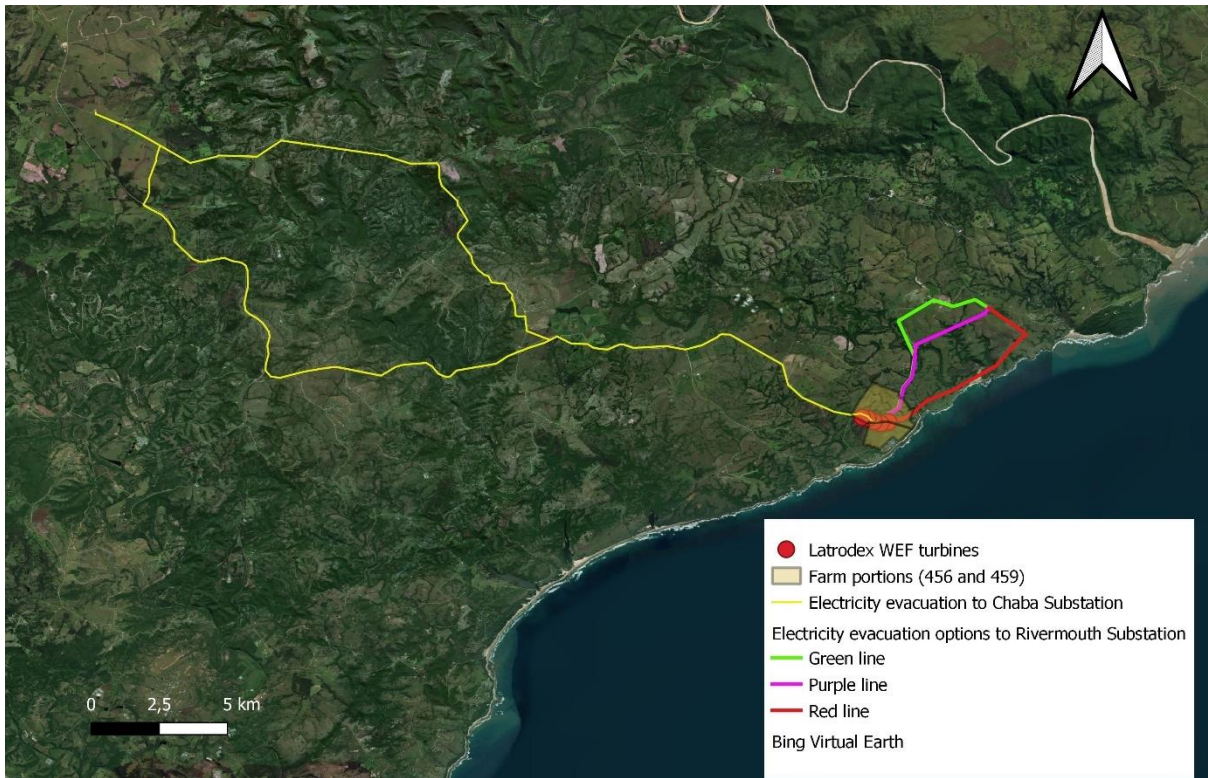 Latrodex WEF turbines
Farm portions (456 and 459)
Electricity evacuation to Chaba Substation
Electricity evacuation options to Rivermouth Substation
Green line
Purple line
Red line
Bing Virtual Earth
0 2,5 5 km